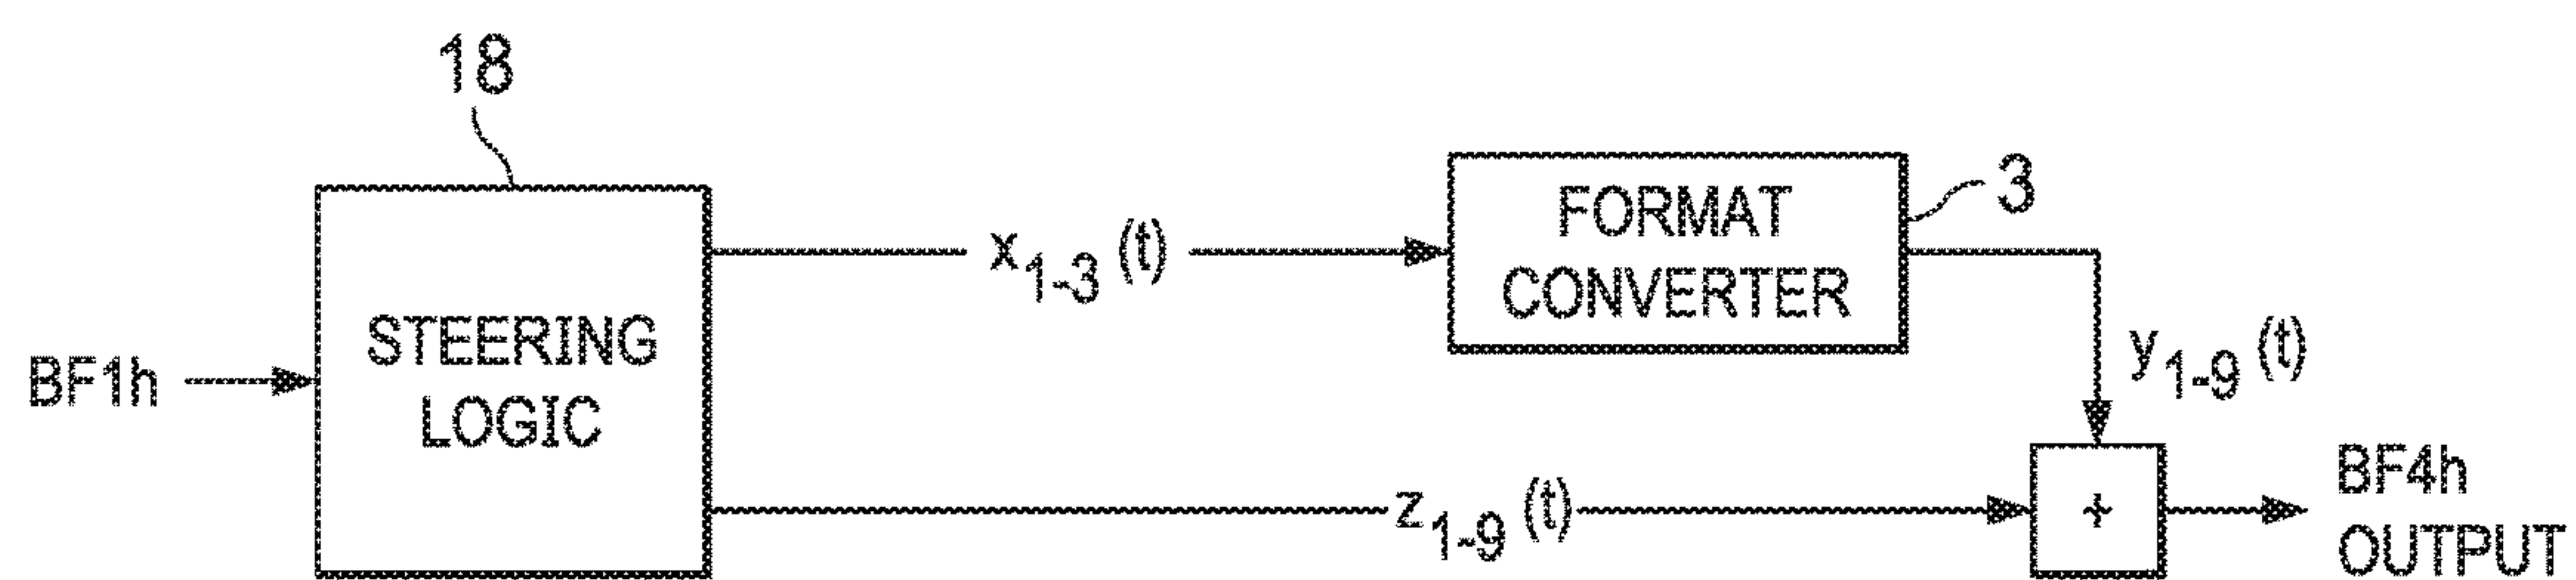 18
BF1h
STEERING
LOGIC
x1-3 (t)
FORMAT
CONVERTER
3
y1-9 (t)
z1-9 (t)
+
BF4h
OUTPUT